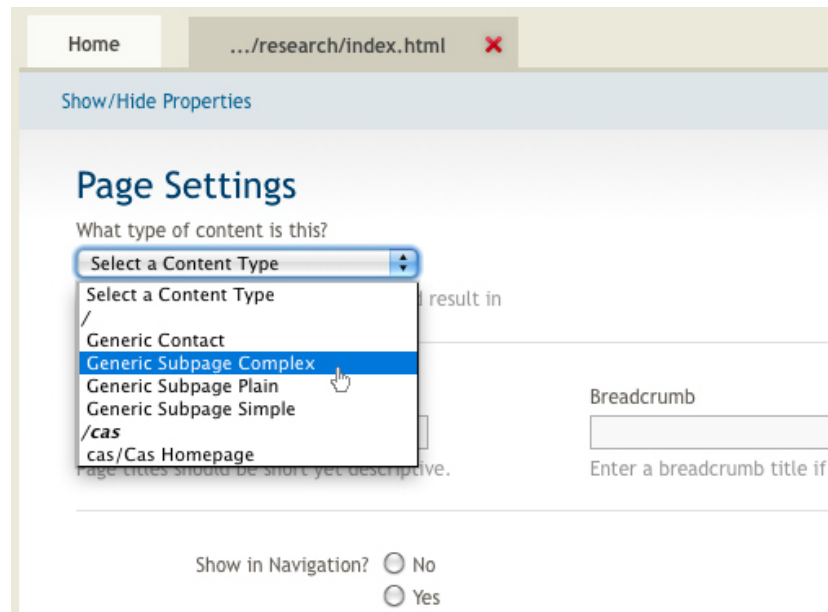 Home
.../research/index.html
Show/Hide Properties
Page Settings
What type of content is this?
Select a Content Type
Select a Content Type
result in
/
Generic Contact
Generic Subpage Complex
Generic Subpage Plain
Breadcrumb
Generic Subpage Simple
/cas
cas/Cas Homepage
Page titles should be short yet descriptive.
Enter a breadcrumb title if
Show in Navigation? No
Yes